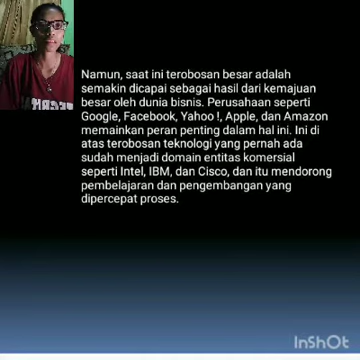 Namun, saat ini terobosan besar adalah
semakin dicapai sebagai hasil dari kemajuan
besar oleh dunia bisnis. Perusahaan seperti
Google, Facebook, Yahoo !, Apple, dan Amazon
memainkan peran penting dalam hal ini. Ini di
atas terobosan teknologi yang pernah ada
sudah menjadi domain entitas komersial
seperti Intel, IBM, dan Cisco, dan itu mendorong
pembelajaran dan pengembangan yang
dipercepat proses.
InShOt